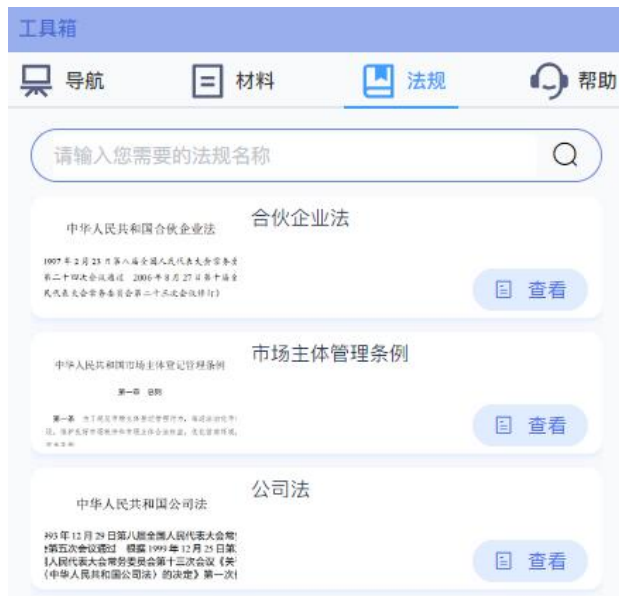 工具箱
导航
材料
法规
帮助
请输入您需要的法规名称
中华人民共和国合伙企业法
1997年2月23日第八届全国人民代表大会常务委
第二十四次会议通过 2006年8月27日第十届全
民代表大会常务委员会第二十三次会议修订)
合伙企业法
查看
中华人民共和国市场主体登记管理条例
第一章 总则
市场主体管理条例
查看
中华人民共和国公司法
993年12月29日第八届全国人民代表大会常
第五次会议通过 根据1999年12月25日第
人民代表大会常务委员会第十三次会议《关
《中华人民共和国公司法》的决定》第一次
公司法
查看